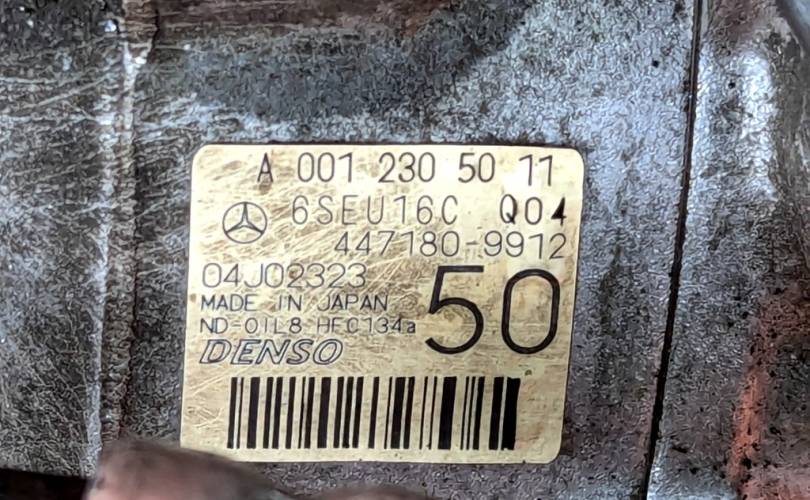 A 001 230 50 11
6SEU16C Q04
447180-9912
04J02323
50
MADE IN JAPAN
ND-OIL8 HFC134a
DENSO